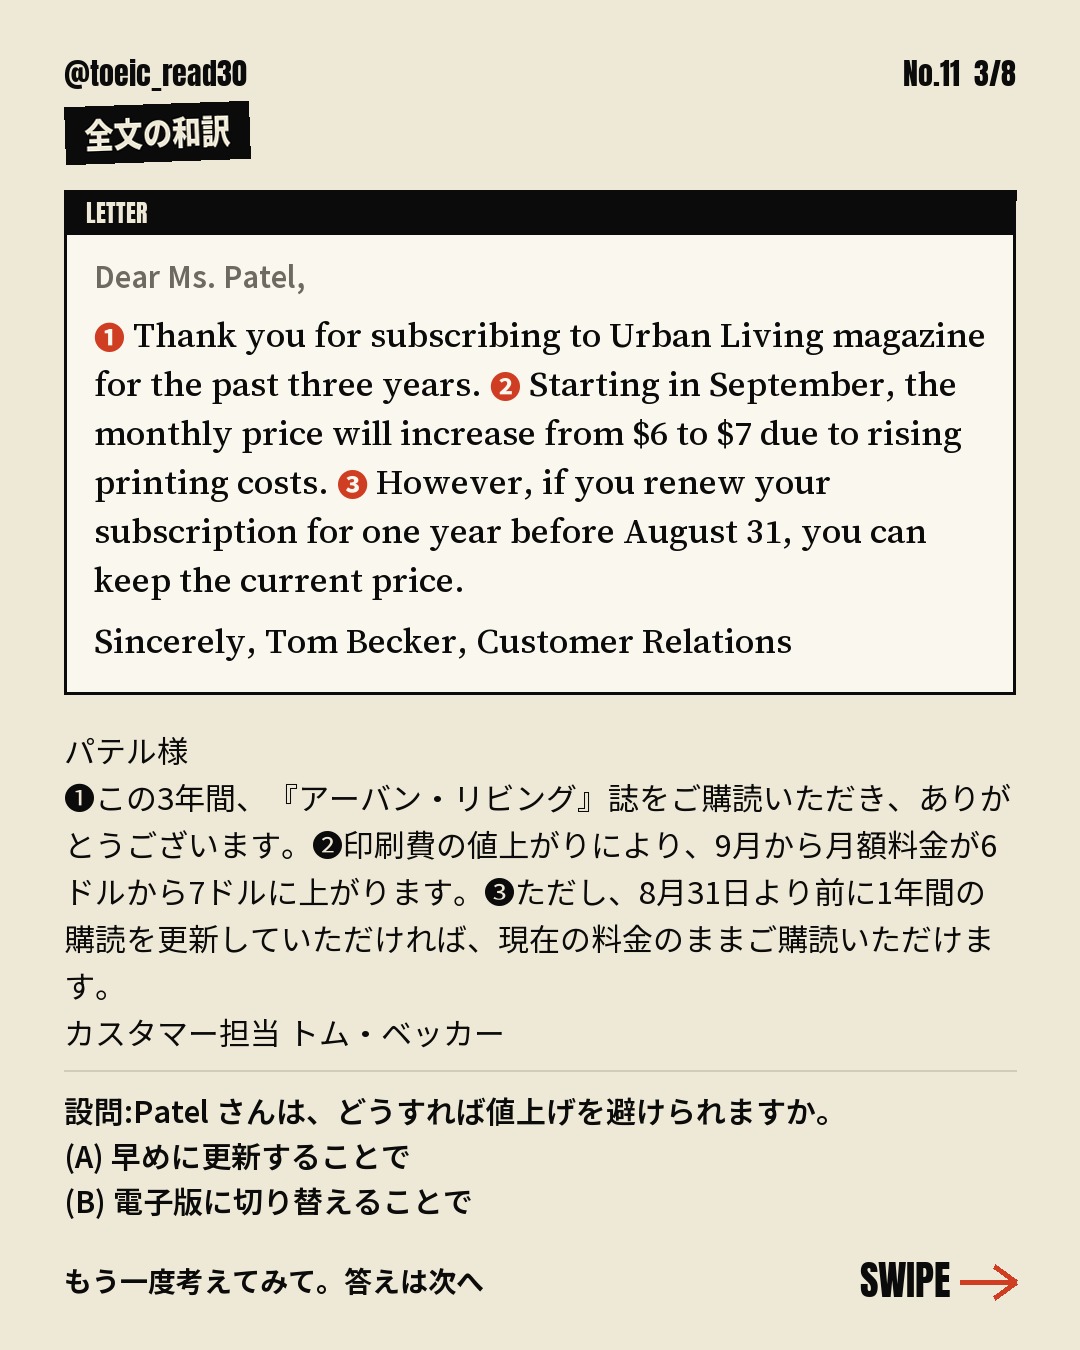 @toeic_read30
No.11 3/8
全文の和訳
LETTER
Dear Ms. Patel,
❶ Thank you for subscribing to Urban Living magazine
for the past three years. ❷ Starting in September, the
monthly price will increase from $6 to $7 due to rising
printing costs. ❸ However, if you renew your
subscription for one year before August 31, you can
keep the current price.
Sincerely, Tom Becker, Customer Relations
パテル様
❶この3年間、『アーバン・リビング』誌をご購読いただき、ありが
とうございます。❷印刷費の値上がりにより、9月から月額料金が6
ドルから7ドルに上がります。❸ただし、8月31日より前に1年間の
購読を更新していただければ、現在の料金のままご購読いただけま
す。
カスタマー担当 トム・ベッカー
設問:Patel さんは、どうすれば値上げを避けられますか。
(A) 早めに更新することで
(B) 電子版に切り替えることで
もう一度考えてみて。答えは次へ
SWIPE →